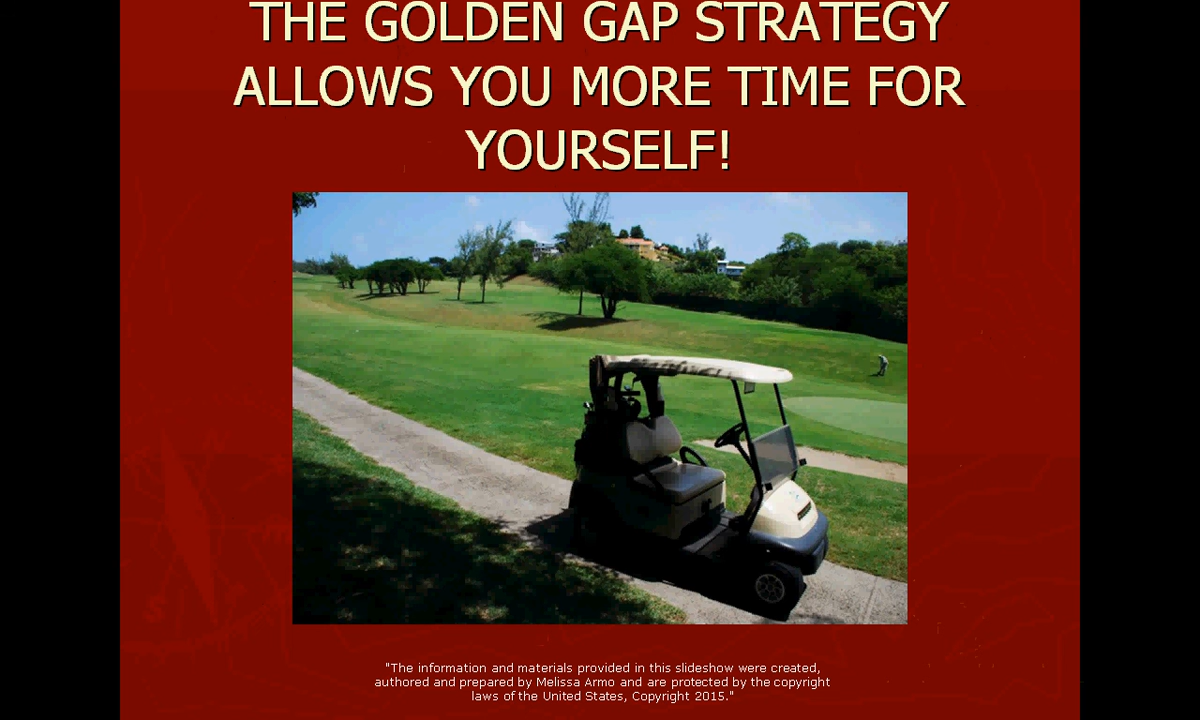 THE GOLDEN GAP STRATEGY
ALLOWS YOU MORE TIME FOR
YOURSELF!
"The information and materials provided in this slideshow were created,
authored and prepared by Melissa Armo and are protected by the copyright
laws of the United States, Copyright 2015."